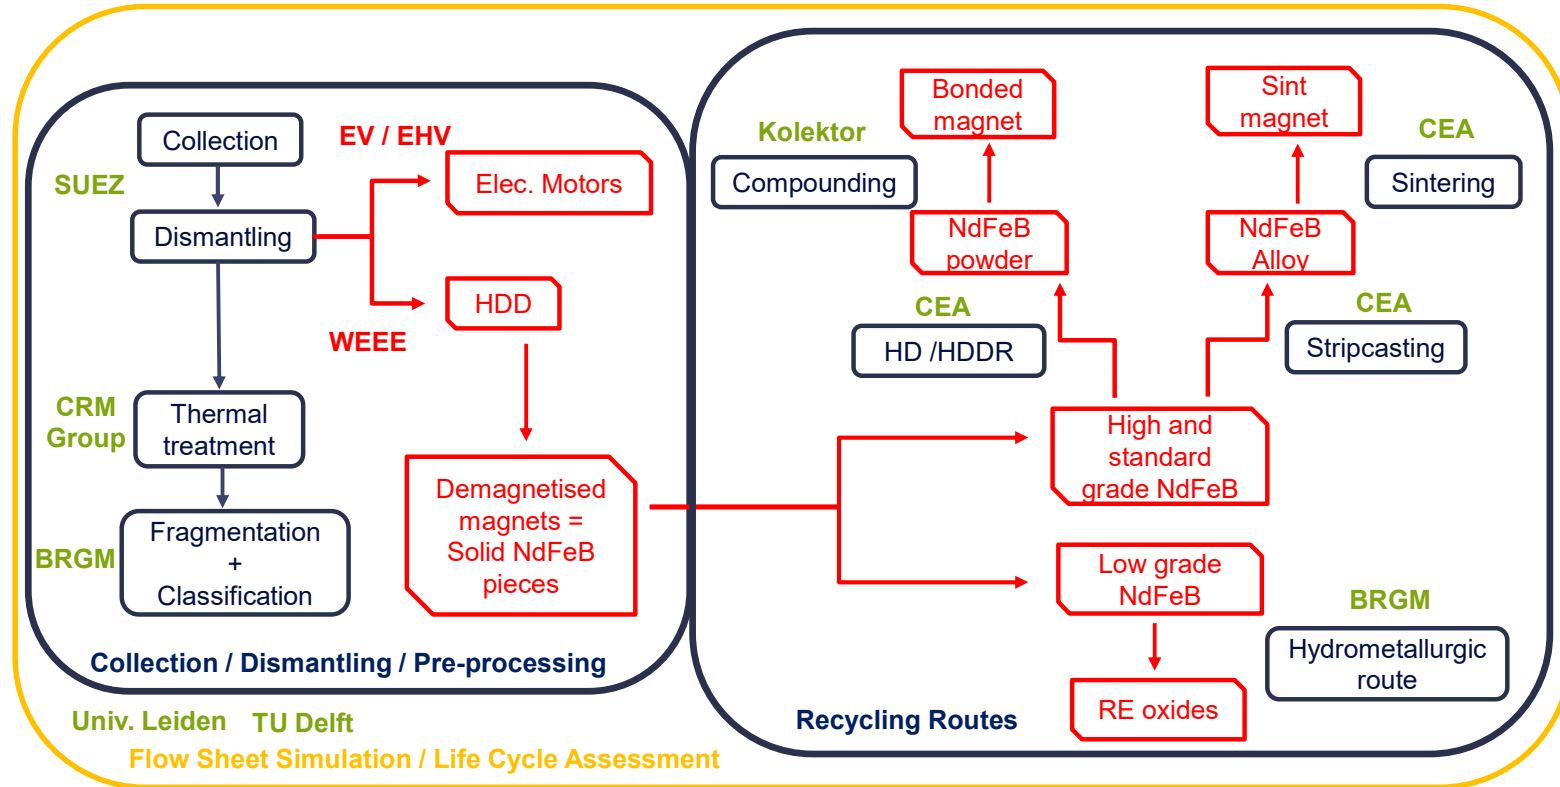 Collection
EV / EHV
SUEZ
Elec. Motors
Dismantling
HDD
WEEE
CRM
Group
Thermal
treatment
Demagnetised
magnets =
Solid NdFeB
pieces
BRGM
Fragmentation
+
Classification
Collection / Dismantling / Pre-processing
Univ. Leiden
TU Delft
Flow Sheet Simulation / Life Cycle Assessment
Bonded
magnet
Sint
magnet
Kolektor
CEA
Compounding
Sintering
NdFeB
powder
NdFeB
Alloy
CEA
HD /HDDR
CEA
Stripcasting
High and
standard
grade NdFeB
Low grade
NdFeB
BRGM
Hydrometallurgic
route
RE oxides
Recycling Routes